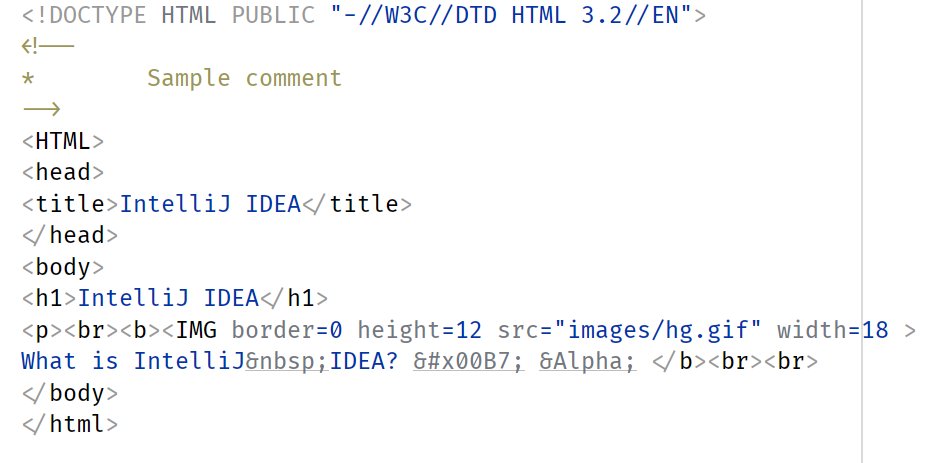 <!DOCTYPE HTML PUBLIC "-//W3C//DTD HTML 3.2//EN">
<!--
*        Sample comment
-->
<HTML>
<head>
<title>IntelliJ IDEA</title>
</head>
<body>
<h1>IntelliJ IDEA</h1>
<p><br><b><IMG border=0 height=12 src="images/hg.gif" width=18 >
What is IntelliJ&nbsp;IDEA? &#x00B7; &Alpha; </b><br><br>
</body>
</html>